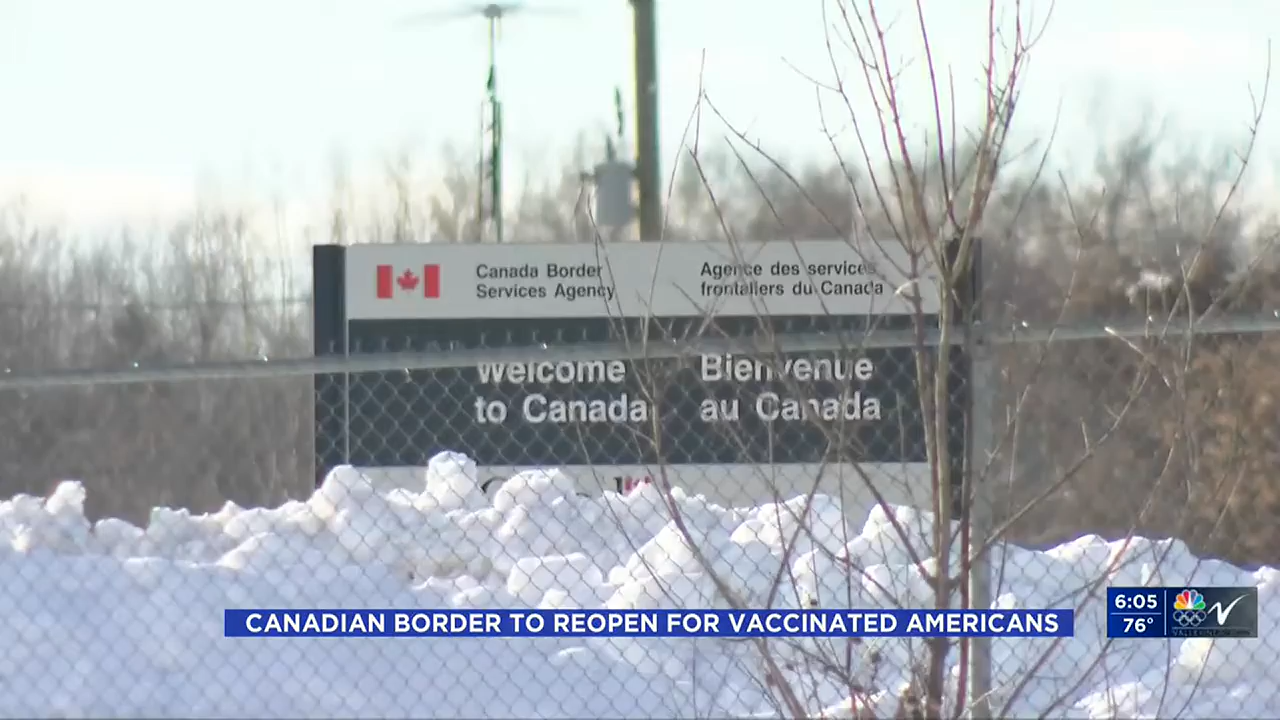 Canada Border
Services Agency
Agence des services
frontaliers du Canada
Welcome
to Canada
Bienvenue
au Canada
CANADIAN BORDER TO REOPEN FOR VACCINATED AMERICANS
6:05
76°